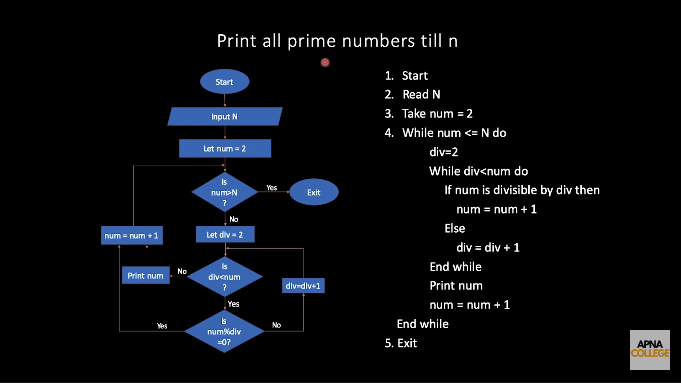 Print all prime numbers till n
Start
Input N
Let num = 2
Is
num>N
?
Yes
Exit
No
num = num + 1
Let div = 2
Is
div<num
?
No
Print num
div=div+1
Yes
Is
num%div
=0?
Yes
No
1. Start
2. Read N
3. Take num = 2
4. While num <= N do
div=2
While div<num do
If num is divisible by div then
num = num + 1
Else
div = div + 1
End while
Print num
num = num + 1
End while
5. Exit
APNA
COLLEGE